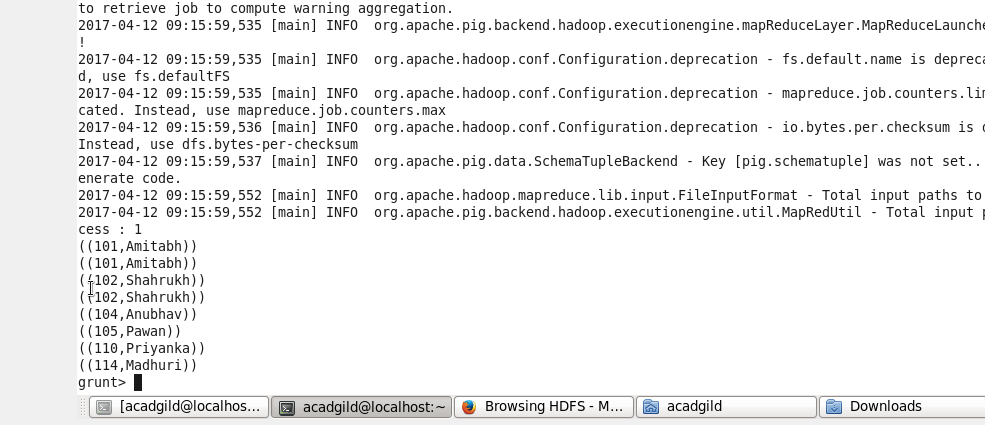 to retrieve job to compute warning aggregation.
2017-04-12 09:15:59,535 [main] INFO  org.apache.pig.backend.hadoop.executionengine.mapReduceLayer.MapReduceLaunche
!
2017-04-12 09:15:59,535 [main] INFO  org.apache.hadoop.conf.Configuration.deprecation - fs.default.name is depreca
d, use fs.defaultFS
2017-04-12 09:15:59,535 [main] INFO  org.apache.hadoop.conf.Configuration.deprecation - mapreduce.job.counters.lim
cated. Instead, use mapreduce.job.counters.max
2017-04-12 09:15:59,536 [main] INFO  org.apache.hadoop.conf.Configuration.deprecation - io.bytes.per.checksum is d
Instead, use dfs.bytes-per-checksum
2017-04-12 09:15:59,537 [main] INFO  org.apache.pig.data.SchemaTupleBackend - Key [pig.schematuple] was not set..
enerate code.
2017-04-12 09:15:59,552 [main] INFO  org.apache.hadoop.mapreduce.lib.input.FileInputFormat - Total input paths to
2017-04-12 09:15:59,552 [main] INFO  org.apache.pig.backend.hadoop.executionengine.util.MapRedUtil - Total input p
cess : 1
((101,Amitabh))
((101,Amitabh))
((102,Shahrukh))
((102,Shahrukh))
((104,Anubhav))
((105,Pawan))
((110,Priyanka))
((114,Madhuri))
grunt>
[acadgild@localhos... acadgild@localhost:~ Browsing HDFS - M... acadgild Downloads